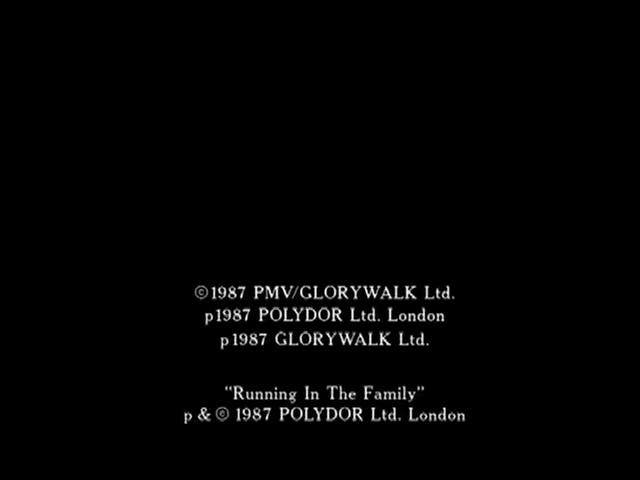 ©1987 PMV/GLORYWALK Ltd.
p1987 POLYDOR Ltd. London
p1987 GLORYWALK Ltd.
"Running In The Family"
p & © 1987 POLYDOR Ltd. London